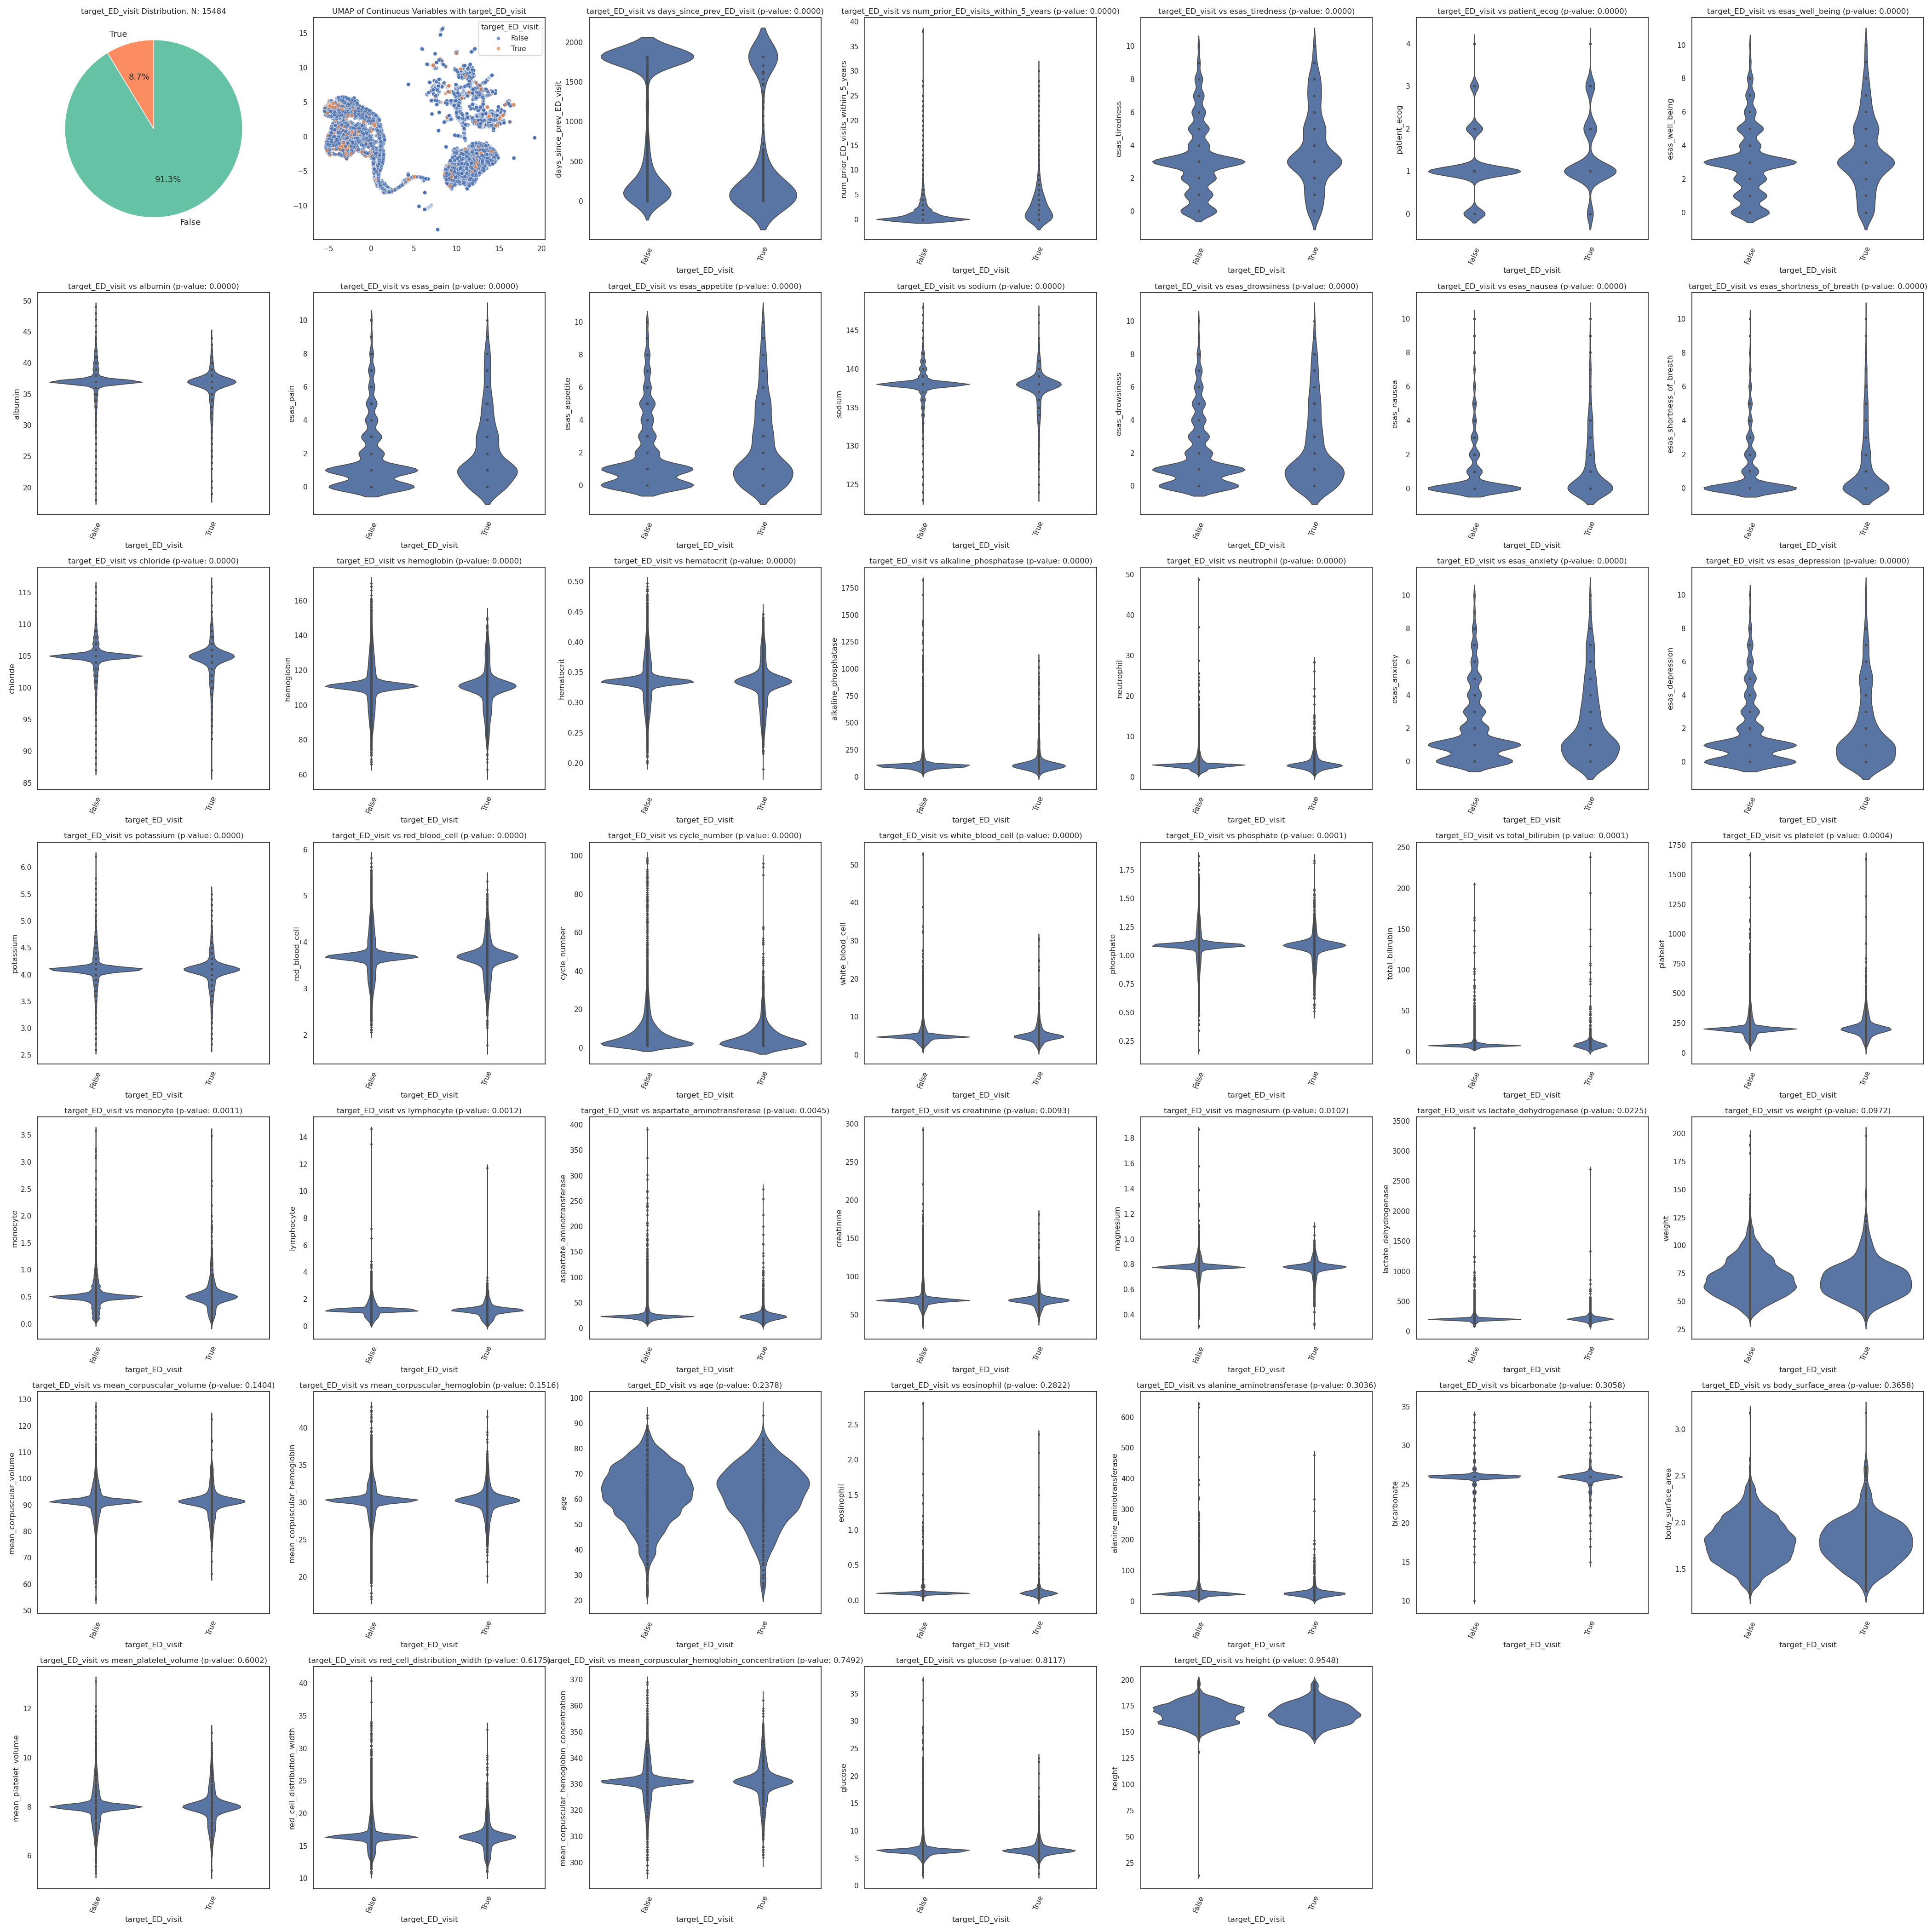 target_ED_visit Distribution. N: 15484
True
8.7%
91.3%
False
UMAP of Continuous Variables with target_ED_visit
target_ED_visit
False
True
15
10
5
0
−5
−10
−5 0 5 10 15 20
target_ED_visit vs days_since_prev_ED_visit (p-value: 0.0000)
days_since_prev_ED_visit
2000
1500
1000
500
0
False True
target_ED_visit
target_ED_visit vs num_prior_ED_visits_within_5_years (p-value: 0.0000)
num_prior_ED_visits_within_5_years
40
35
30
25
20
15
10
5
0
False True
target_ED_visit
target_ED_visit vs esas_tiredness (p-value: 0.0000)
esas_tiredness
10
8
6
4
2
0
False True
target_ED_visit
target_ED_visit vs patient_ecog (p-value: 0.0000)
patient_ecog
4
3
2
1
0
False True
target_ED_visit
target_ED_visit vs esas_well_being (p-value: 0.0000)
esas_well_being
10
8
6
4
2
0
False True
target_ED_visit
target_ED_visit vs albumin (p-value: 0.0000)
albumin
50
45
40
35
30
25
20
False True
target_ED_visit
target_ED_visit vs esas_pain (p-value: 0.0000)
esas_pain
10
8
6
4
2
0
False True
target_ED_visit
target_ED_visit vs esas_appetite (p-value: 0.0000)
esas_appetite
10
8
6
4
2
0
False True
target_ED_visit
target_ED_visit vs sodium (p-value: 0.0000)
sodium
145
140
135
130
125
False True
target_ED_visit
target_ED_visit vs esas_drowsiness (p-value: 0.0000)
esas_drowsiness
10
8
6
4
2
0
False True
target_ED_visit
target_ED_visit vs esas_nausea (p-value: 0.0000)
esas_nausea
10
8
6
4
2
0
False True
target_ED_visit
target_ED_visit vs esas_shortness_of_breath (p-value: 0.0000)
esas_shortness_of_breath
10
8
6
4
2
0
False True
target_ED_visit
target_ED_visit vs chloride (p-value: 0.0000)
chloride
115
110
105
100
95
90
85
False True
target_ED_visit
target_ED_visit vs hemoglobin (p-value: 0.0000)
hemoglobin
160
140
120
100
80
60
False True
target_ED_visit
target_ED_visit vs hematocrit (p-value: 0.0000)
hematocrit
0.50
0.45
0.40
0.35
0.30
0.25
0.20
False True
target_ED_visit
target_ED_visit vs alkaline_phosphatase (p-value: 0.0000)
alkaline_phosphatase
1750
1500
1250
1000
750
500
250
0
False True
target_ED_visit
target_ED_visit vs neutrophil (p-value: 0.0000)
neutrophil
50
40
30
20
10
0
False True
target_ED_visit
target_ED_visit vs esas_anxiety (p-value: 0.0000)
esas_anxiety
10
8
6
4
2
0
False True
target_ED_visit
target_ED_visit vs esas_depression (p-value: 0.0000)
esas_depression
10
8
6
4
2
0
False True
target_ED_visit
target_ED_visit vs potassium (p-value: 0.0000)
potassium
6.0
5.5
5.0
4.5
4.0
3.5
3.0
2.5
False True
target_ED_visit
target_ED_visit vs red_blood_cell (p-value: 0.0000)
red_blood_cell
6
5
4
3
2
False True
target_ED_visit
target_ED_visit vs cycle_number (p-value: 0.0000)
cycle_number
100
80
60
40
20
0
False True
target_ED_visit
target_ED_visit vs white_blood_cell (p-value: 0.0000)
white_blood_cell
50
40
30
20
10
0
False True
target_ED_visit
target_ED_visit vs phosphate (p-value: 0.0001)
phosphate
1.75
1.50
1.25
1.00
0.75
0.50
0.25
False True
target_ED_visit
target_ED_visit vs total_bilirubin (p-value: 0.0001)
total_bilirubin
250
200
150
100
50
0
False True
target_ED_visit
target_ED_visit vs platelet (p-value: 0.0004)
platelet
1750
1500
1250
1000
750
500
250
0
False True
target_ED_visit
target_ED_visit vs monocyte (p-value: 0.0011)
monocyte
3.5
3.0
2.5
2.0
1.5
1.0
0.5
0.0
False True
target_ED_visit
target_ED_visit vs lymphocyte (p-value: 0.0012)
lymphocyte
14
12
10
8
6
4
2
0
False True
target_ED_visit
target_ED_visit vs aspartate_aminotransferase (p-value: 0.0045)
aspartate_aminotransferase
400
350
300
250
200
150
100
50
0
False True
target_ED_visit
target_ED_visit vs creatinine (p-value: 0.0093)
creatinine
300
250
200
150
100
50
False True
target_ED_visit
target_ED_visit vs magnesium (p-value: 0.0102)
magnesium
1.8
1.6
1.4
1.2
1.0
0.8
0.6
0.4
False True
target_ED_visit
target_ED_visit vs lactate_dehydrogenase (p-value: 0.0225)
lactate_dehydrogenase
3500
3000
2500
2000
1500
1000
500
0
False True
target_ED_visit
target_ED_visit vs weight (p-value: 0.0972)
weight
200
175
150
125
100
75
50
25
False True
target_ED_visit
target_ED_visit vs mean_corpuscular_volume (p-value: 0.1404)
mean_corpuscular_volume
130
120
110
100
90
80
70
60
50
False True
target_ED_visit
target_ED_visit vs mean_corpuscular_hemoglobin (p-value: 0.1516)
mean_corpuscular_hemoglobin
40
35
30
25
20
False True
target_ED_visit
target_ED_visit vs age (p-value: 0.2378)
age
100
90
80
70
60
50
40
30
20
False True
target_ED_visit
target_ED_visit vs eosinophil (p-value: 0.2822)
eosinophil
2.5
2.0
1.5
1.0
0.5
0.0
False True
target_ED_visit
target_ED_visit vs alanine_aminotransferase (p-value: 0.3036)
alanine_aminotransferase
600
500
400
300
200
100
0
False True
target_ED_visit
target_ED_visit vs bicarbonate (p-value: 0.3058)
bicarbonate
35
30
25
20
15
10
False True
target_ED_visit
target_ED_visit vs body_surface_area (p-value: 0.3658)
body_surface_area
3.0
2.5
2.0
1.5
False True
target_ED_visit
target_ED_visit vs mean_platelet_volume (p-value: 0.6002)
mean_platelet_volume
12
10
8
6
False True
target_ED_visit
target_ED_visit vs red_cell_distribution_width (p-value: 0.6175)
red_cell_distribution_width
40
35
30
25
20
15
10
False True
target_ED_visit
target_ED_visit vs mean_corpuscular_hemoglobin_concentration (p-value: 0.7492)
mean_corpuscular_hemoglobin_concentration
370
360
350
340
330
320
310
300
False True
target_ED_visit
target_ED_visit vs glucose (p-value: 0.8117)
glucose
35
30
25
20
15
10
5
0
False True
target_ED_visit
target_ED_visit vs height (p-value: 0.9548)
height
200
175
150
125
100
75
50
25
False True
target_ED_visit